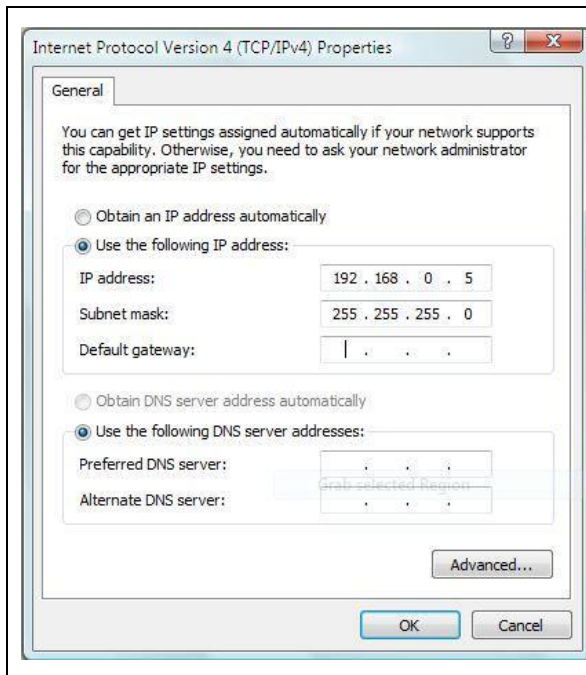 Internet Protocol Version 4 (TCP/IPv4) Properties
General
You can get IP settings assigned automatically if your network supports
this capability. Otherwise, you need to ask your network administrator
for the appropriate IP settings.
Obtain an IP address automatically
Use the following IP address:
IP address: 192 . 168 . 0 . 5
Subnet mask: 255 . 255 . 255 . 0
Default gateway: . . .
Obtain DNS server address automatically
Use the following DNS server addresses:
Preferred DNS server: . . .
Grab selected Region
Alternate DNS server: . . .
Advanced...
OK Cancel